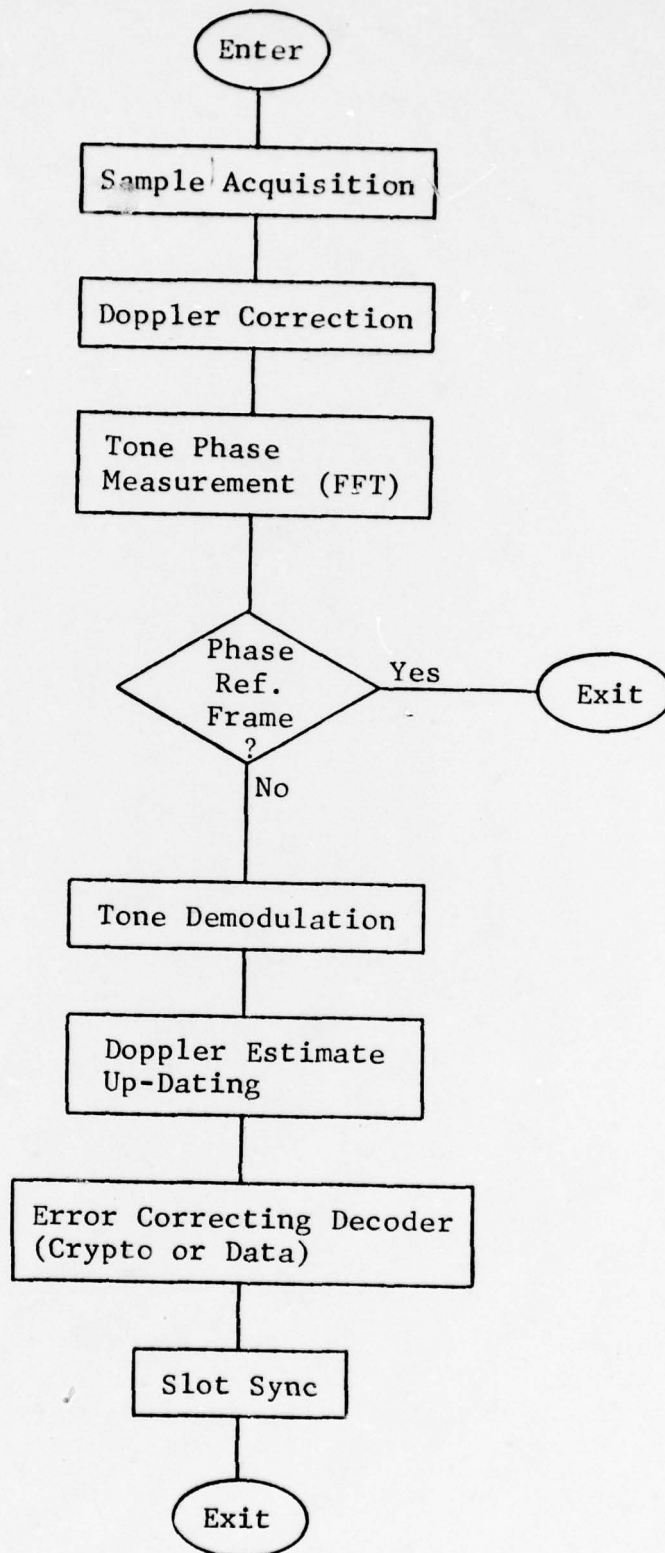 Enter
Sample Acquisition
Doppler Correction
Tone Phase
Measurement (FFT)
Phase
Ref.
Frame
?
Yes
Exit
No
Tone Demodulation
Doppler Estimate
Up-Dating
Error Correcting Decoder
(Crypto or Data)
Slot Sync
Exit